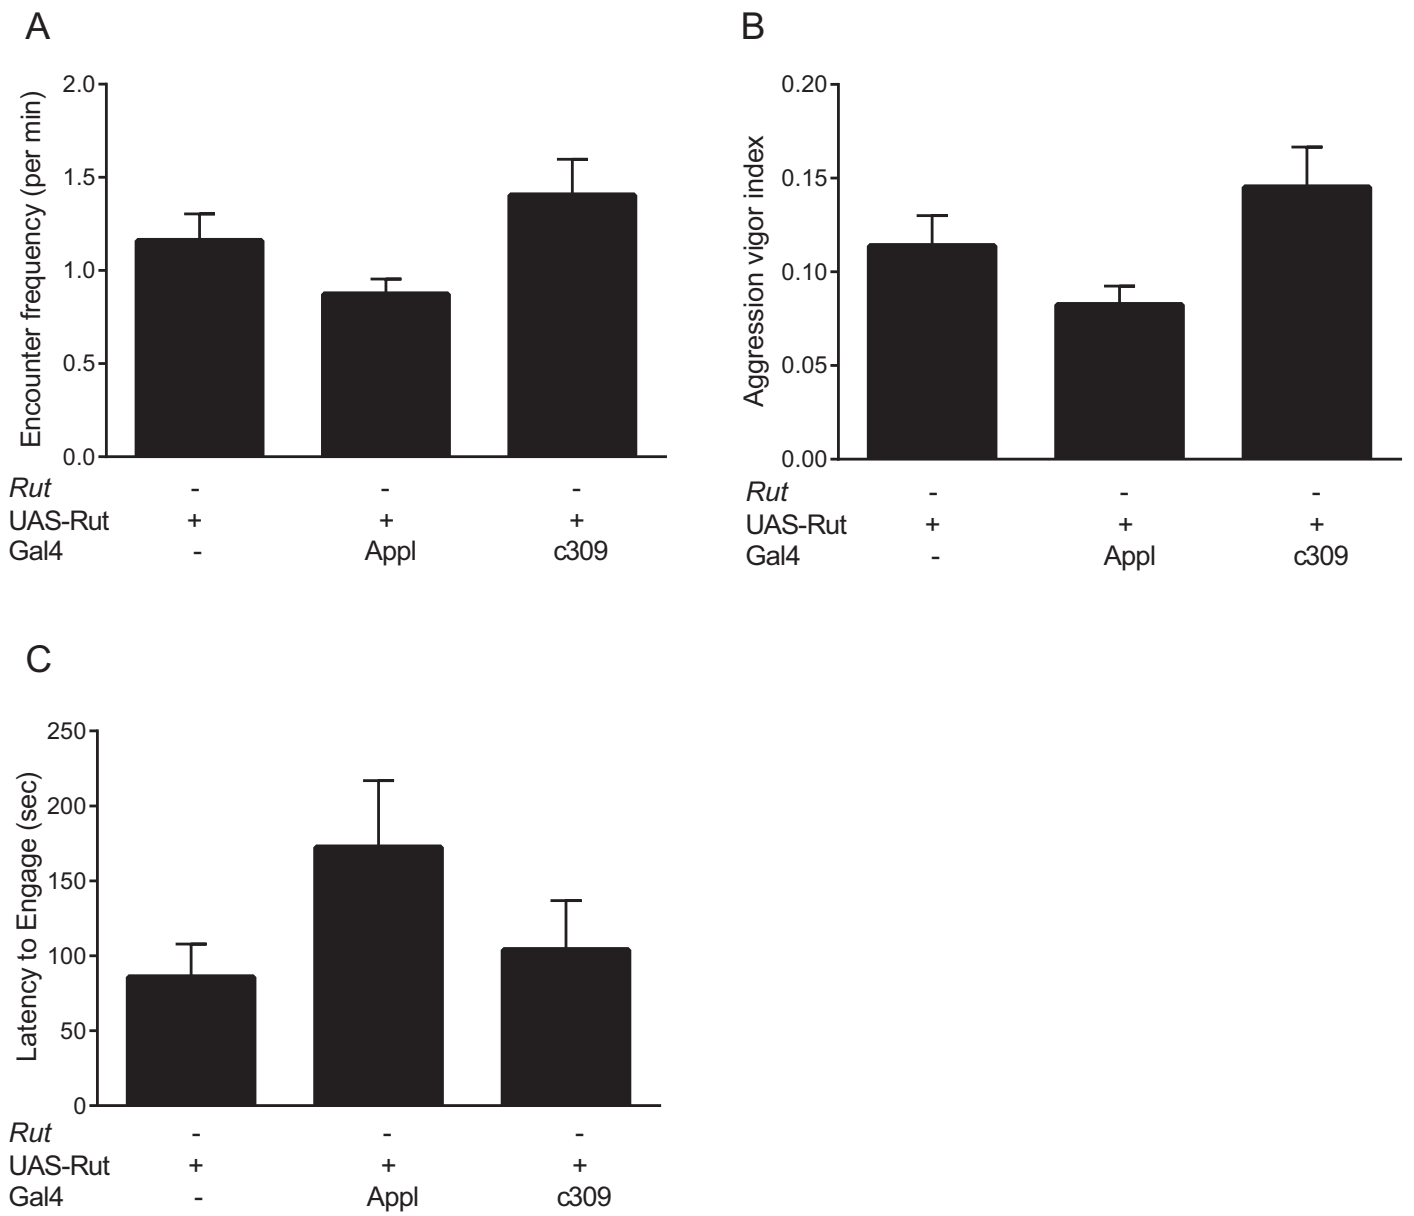 A
Encounter frequency (per min)
2.0
1.5
1.0
0.5
0.0
Rut - - -
UAS-Rut + + +
Gal4 - Appl c309
B
Aggression vigor index
0.20
0.15
0.10
0.05
0.00
Rut - - -
UAS-Rut + + +
Gal4 - Appl c309
C
Latency to Engage (sec)
250
200
150
100
50
0
Rut - - -
UAS-Rut + + +
Gal4 - Appl c309